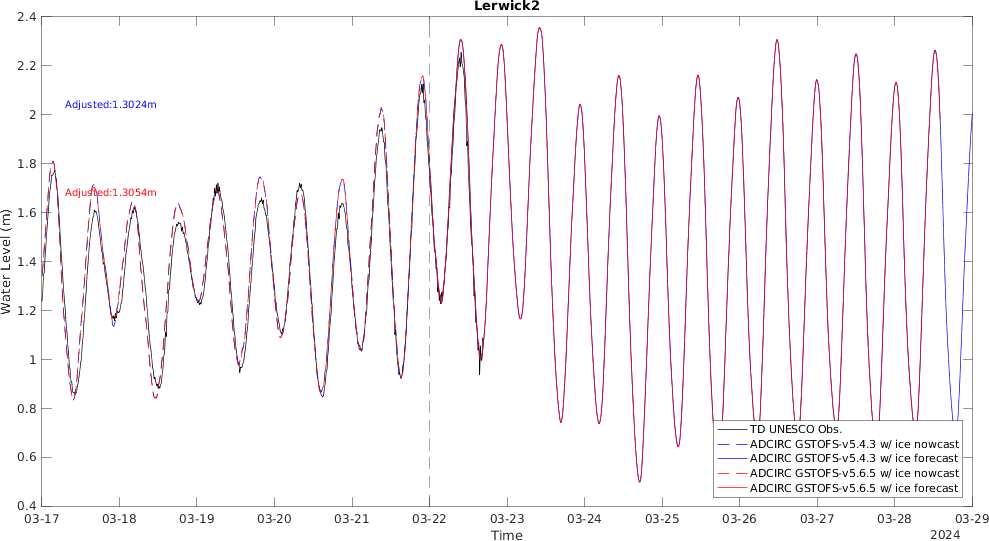 Lerwick2
2.4
2.2
2
1.8
1.6
1.4
1.2
1
0.8
0.6
0.4
Water Level (m)
Adjusted:1.3024m
Adjusted:1.3054m
TD UNESCO Obs.
ADCIRC GSTOFS-v5.4.3 w/ ice nowcast
ADCIRC GSTOFS-v5.4.3 w/ ice forecast
ADCIRC GSTOFS-v5.6.5 w/ ice nowcast
ADCIRC GSTOFS-v5.6.5 w/ ice forecast
03-17 03-18 03-19 03-20 03-21 03-22 03-23 03-24 03-25 03-26 03-27 03-28 03-29
Time
2024